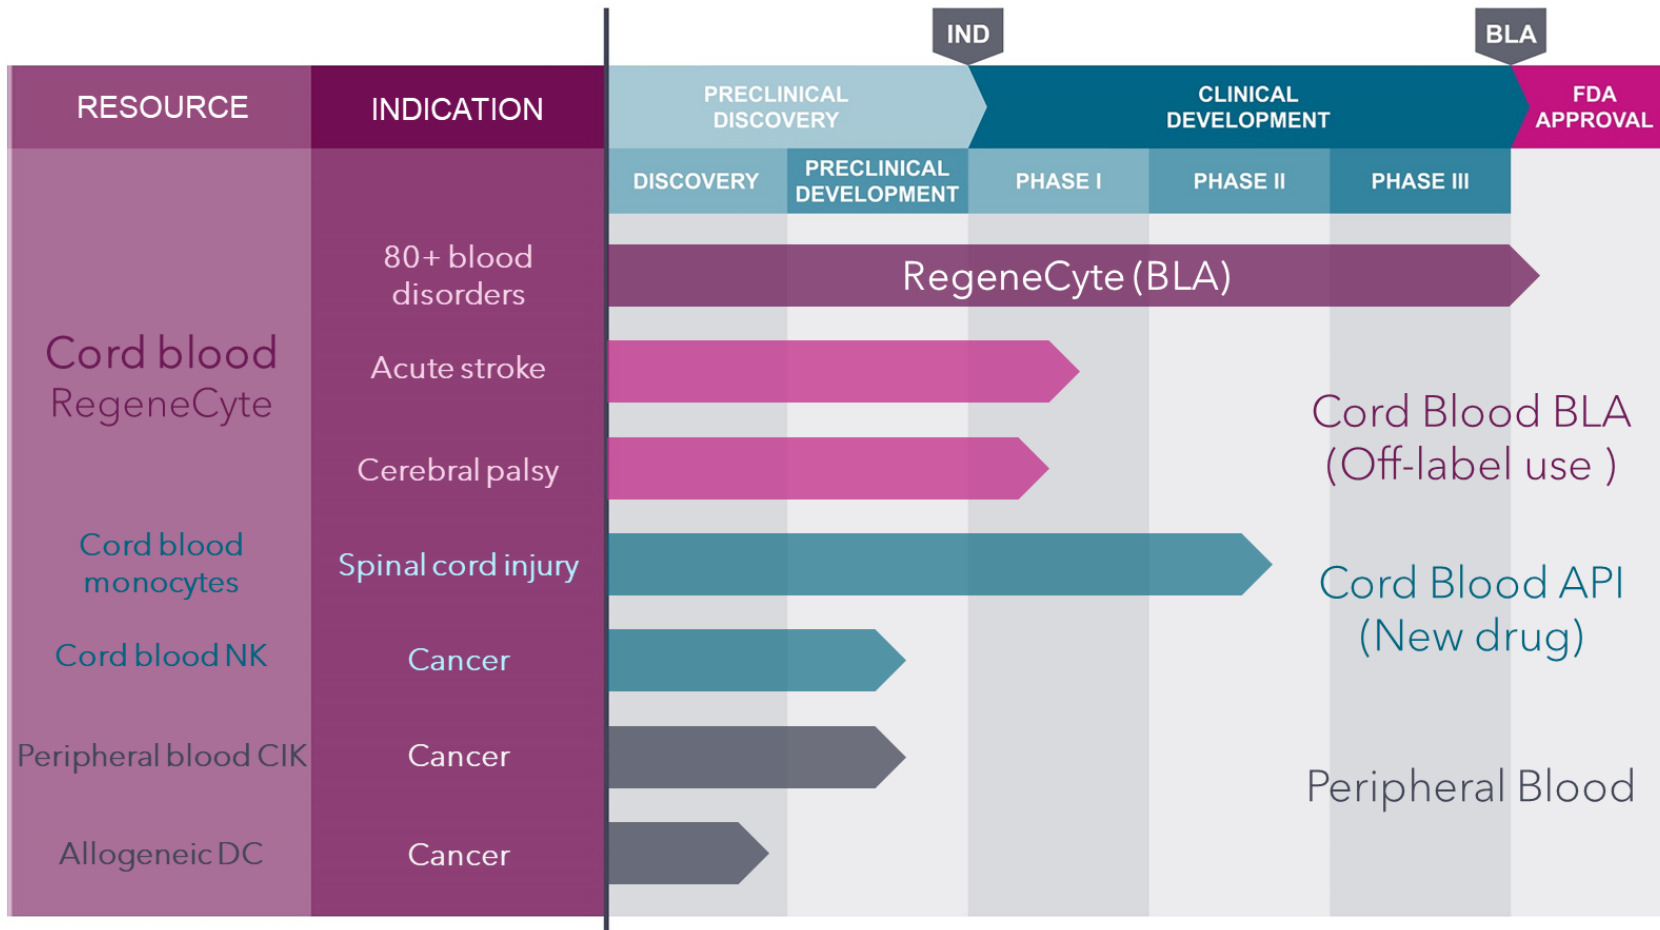 IND
BLA
RESOURCE
INDICATION
PRECLINICAL
DISCOVERY
CLINICAL
DEVELOPMENT
FDA
APPROVAL
DISCOVERY
PRECLINICAL
DEVELOPMENT
PHASE I
PHASE II
PHASE III
Cord blood
RegeneCyte
80+ blood
disorders
RegeneCyte (BLA)
Acute stroke
Cerebral palsy
Cord Blood BLA
(Off-label use )
Cord blood
monocytes
Spinal cord injury
Cord Blood API
(New drug)
Cord blood NK
Cancer
Peripheral blood CIK
Cancer
Peripheral Blood
Allogeneic DC
Cancer